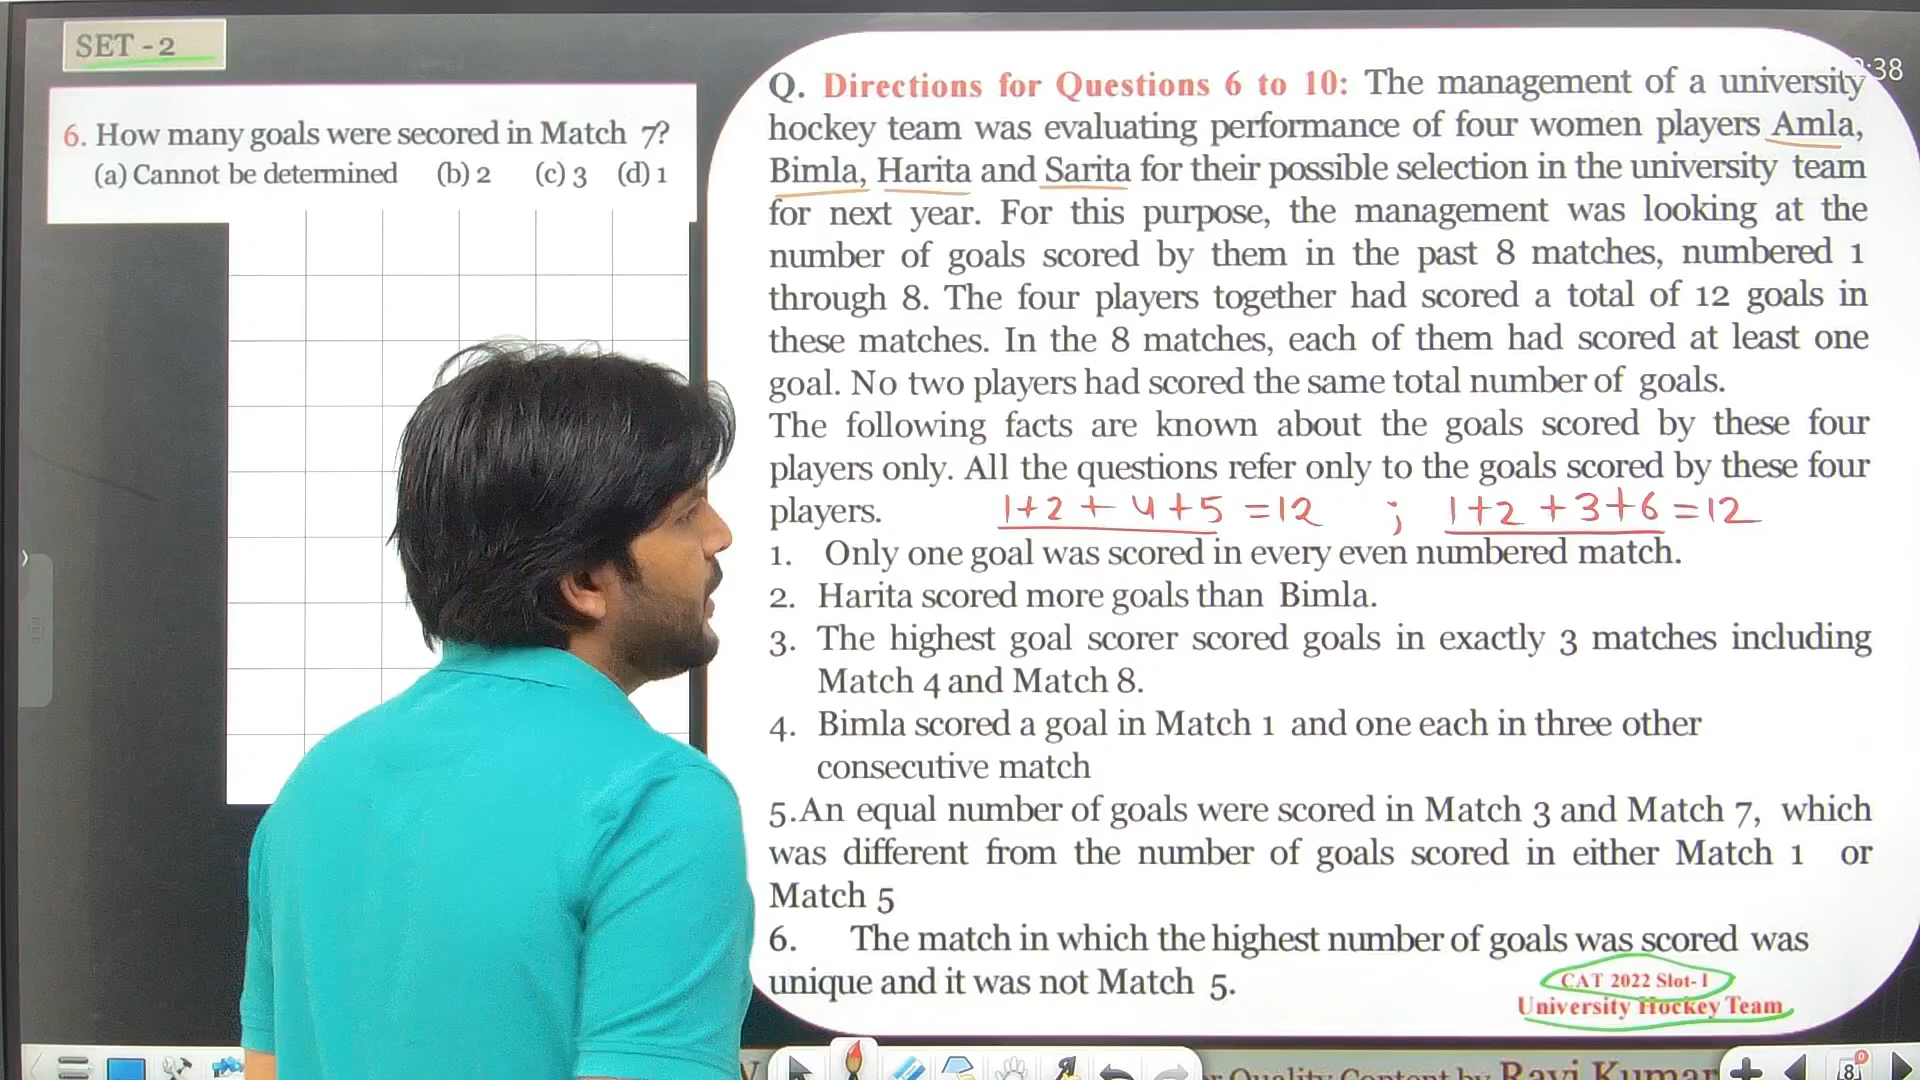 SET - 2
6. How many goals were secored in Match 7?
(a) Cannot be determined (b) 2 (c) 3 (d) 1
Q. Directions for Questions 6 to 10: The management of a university
hockey team was evaluating performance of four women players Amla,
Bimla, Harita and Sarita for their possible selection in the university team
for next year. For this purpose, the management was looking at the
number of goals scored by them in the past 8 matches, numbered 1
through 8. The four players together had scored a total of 12 goals in
these matches. In the 8 matches, each of them had scored at least one
goal. No two players had scored the same total number of goals.
The following facts are known about the goals scored by these four
players only. All the questions refer only to the goals scored by these four
players. 1+2 + 4+5 =12 ; 1+2 +3+6 =12
1. Only one goal was scored in every even numbered match.
2. Harita scored more goals than Bimla.
3. The highest goal scorer scored goals in exactly 3 matches including
Match 4 and Match 8.
4. Bimla scored a goal in Match 1 and one each in three other
consecutive match
5.An equal number of goals were scored in Match 3 and Match 7, which
was different from the number of goals scored in either Match 1 or
Match 5
6. The match in which the highest number of goals was scored was
unique and it was not Match 5.
CAT 2022 Slot- I
University Hockey Team
:38
Quality Content by Ravi Kumar
8